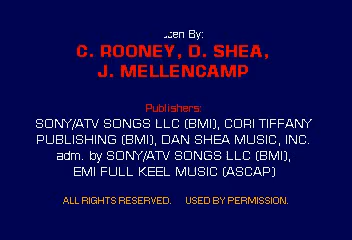 By:
C. ROONEY, D. SHEA,
J. MELLENCAMP
Publishers:
SONY/ATV SONGS LLC (BMI), CORI TIFFANY
PUBLISHING (BMI), DAN SHEA MUSIC, INC.
adm. by SONY/ATV SONGS LLC (BMI),
EMI FULL KEEL MUSIC (ASCAP)
ALL RIGHTS RESERVED. USED BY PERMISSION.